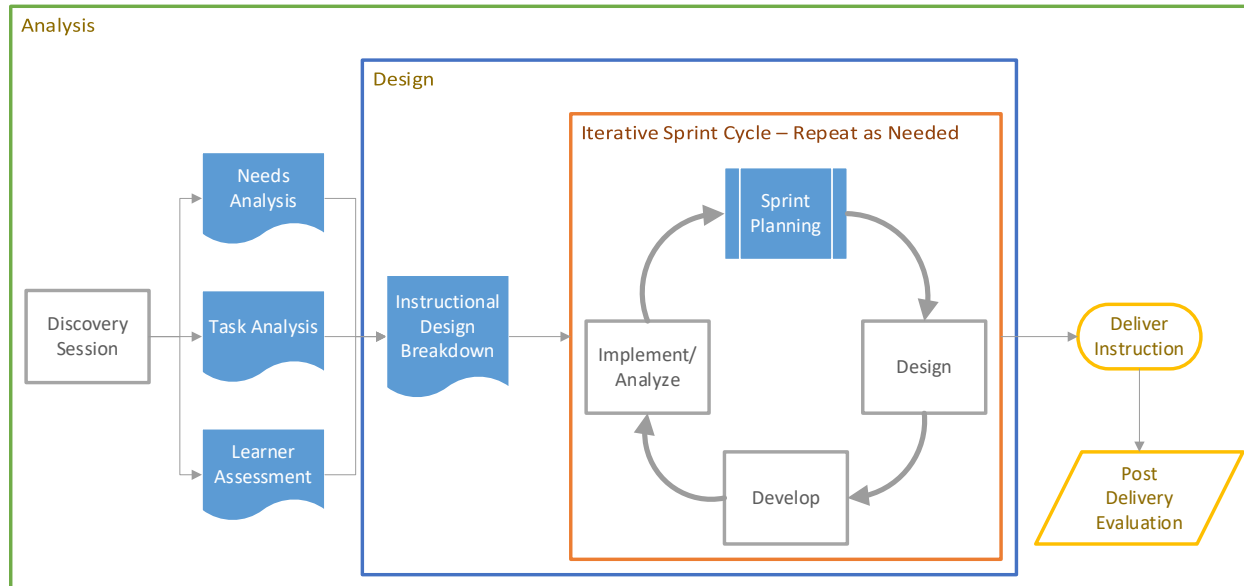 Analysis
Design
Iterative Sprint Cycle – Repeat as Needed
Needs
Analysis
Sprint
Planning
Discovery
Session
Task Analysis
Instructional
Design
Breakdown
Implement/
Analyze
Design
Deliver
Instruction
Learner
Assessment
Develop
Post
Delivery
Evaluation